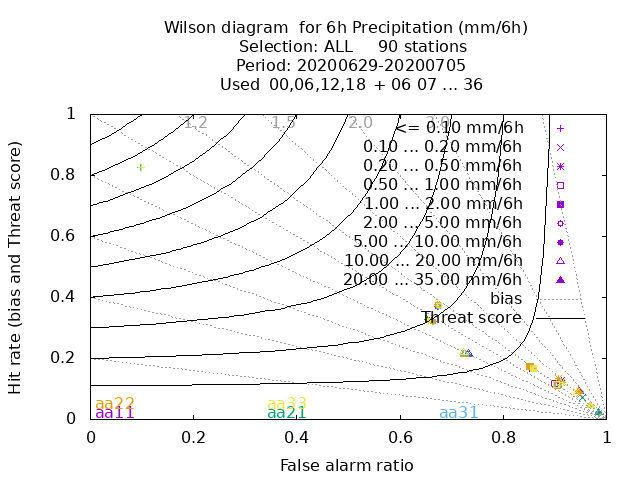 Wilson diagram  for 6h Precipitation (mm/6h)
Selection: ALL     90 stations
Period: 20200629-20200705
Used  00,06,12,18  + 06 07 ... 36
1.2 1.5 2.0 3.0
<= 0.10 mm/6h
0.10 ... 0.20 mm/6h
0.20 ... 0.50 mm/6h
0.50 ... 1.00 mm/6h
1.00 ... 2.00 mm/6h
2.00 ... 5.00 mm/6h
5.00 ... 10.00 mm/6h
10.00 ... 20.00 mm/6h
20.00 ... 35.00 mm/6h
bias
Threat score
Hit rate (bias and Threat score)
1
0.8
0.6
0.4
0.2
0
aa22 aa33
aa11 aa21 aa31
0 0.2 0.4 0.6 0.8 1
False alarm ratio